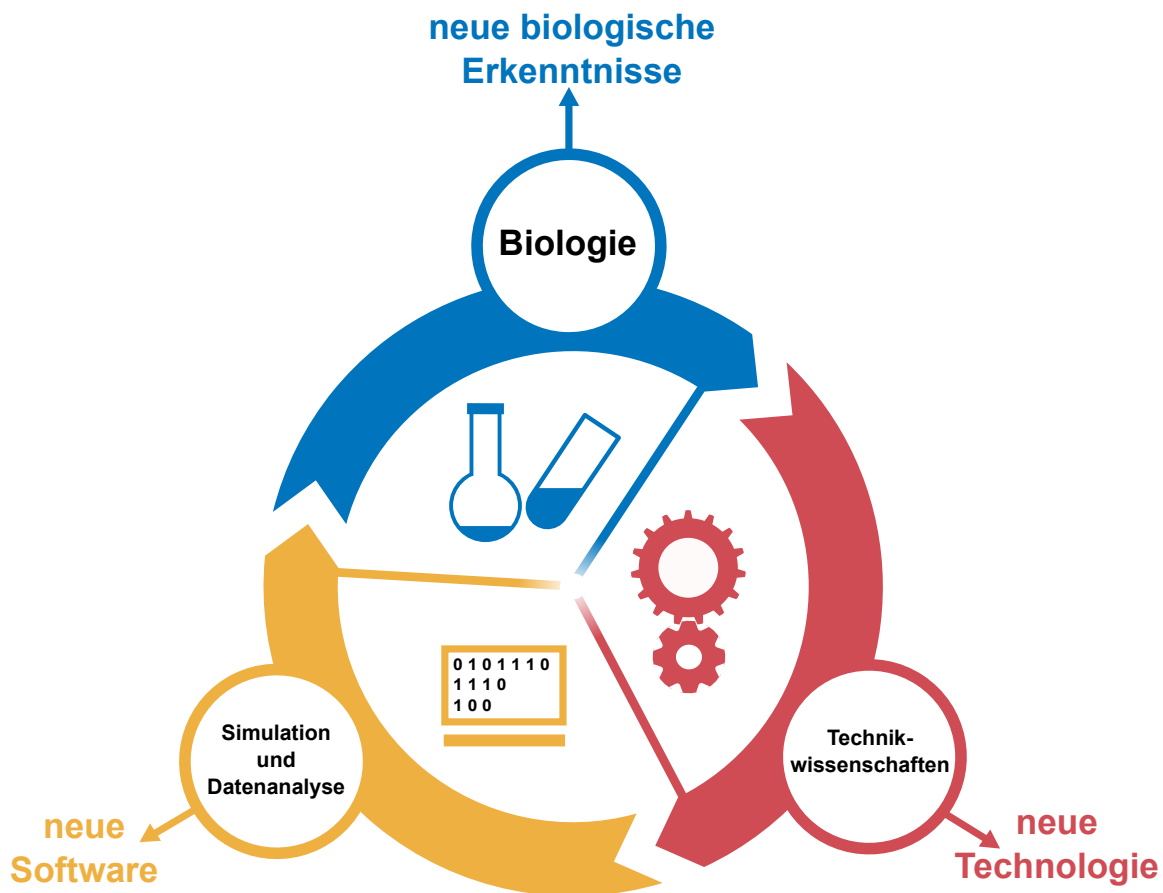 neue biologische
Erkenntnisse
Biologie
0 1 0 1 1 1 0
1 1 1 0
1 0 0
Simulation
und
Datenanalyse
Technik-
wissenschaften
neue
Software
neue
Technologie